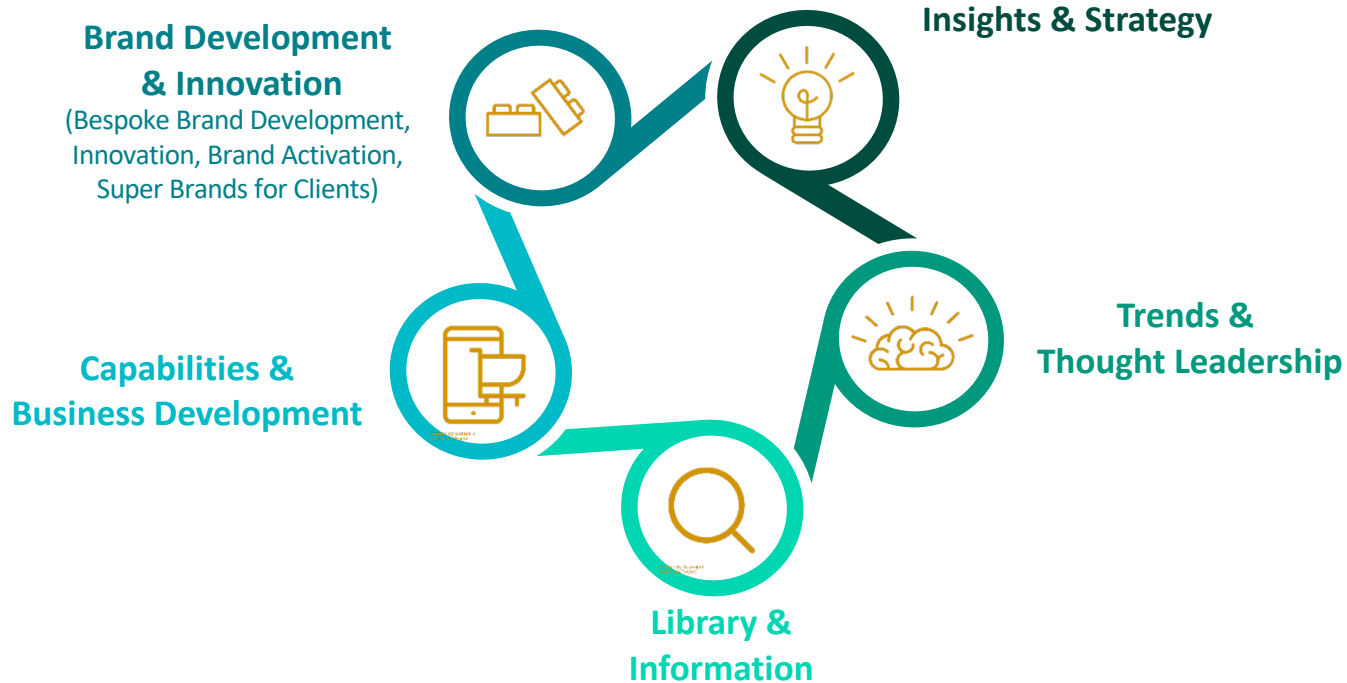 Insights & Strategy
Brand Development
& Innovation
(Bespoke Brand Development,
Innovation, Brand Activation,
Super Brands for Clients)
Trends &
Thought Leadership
Capabilities &
Business Development
Library &
Information